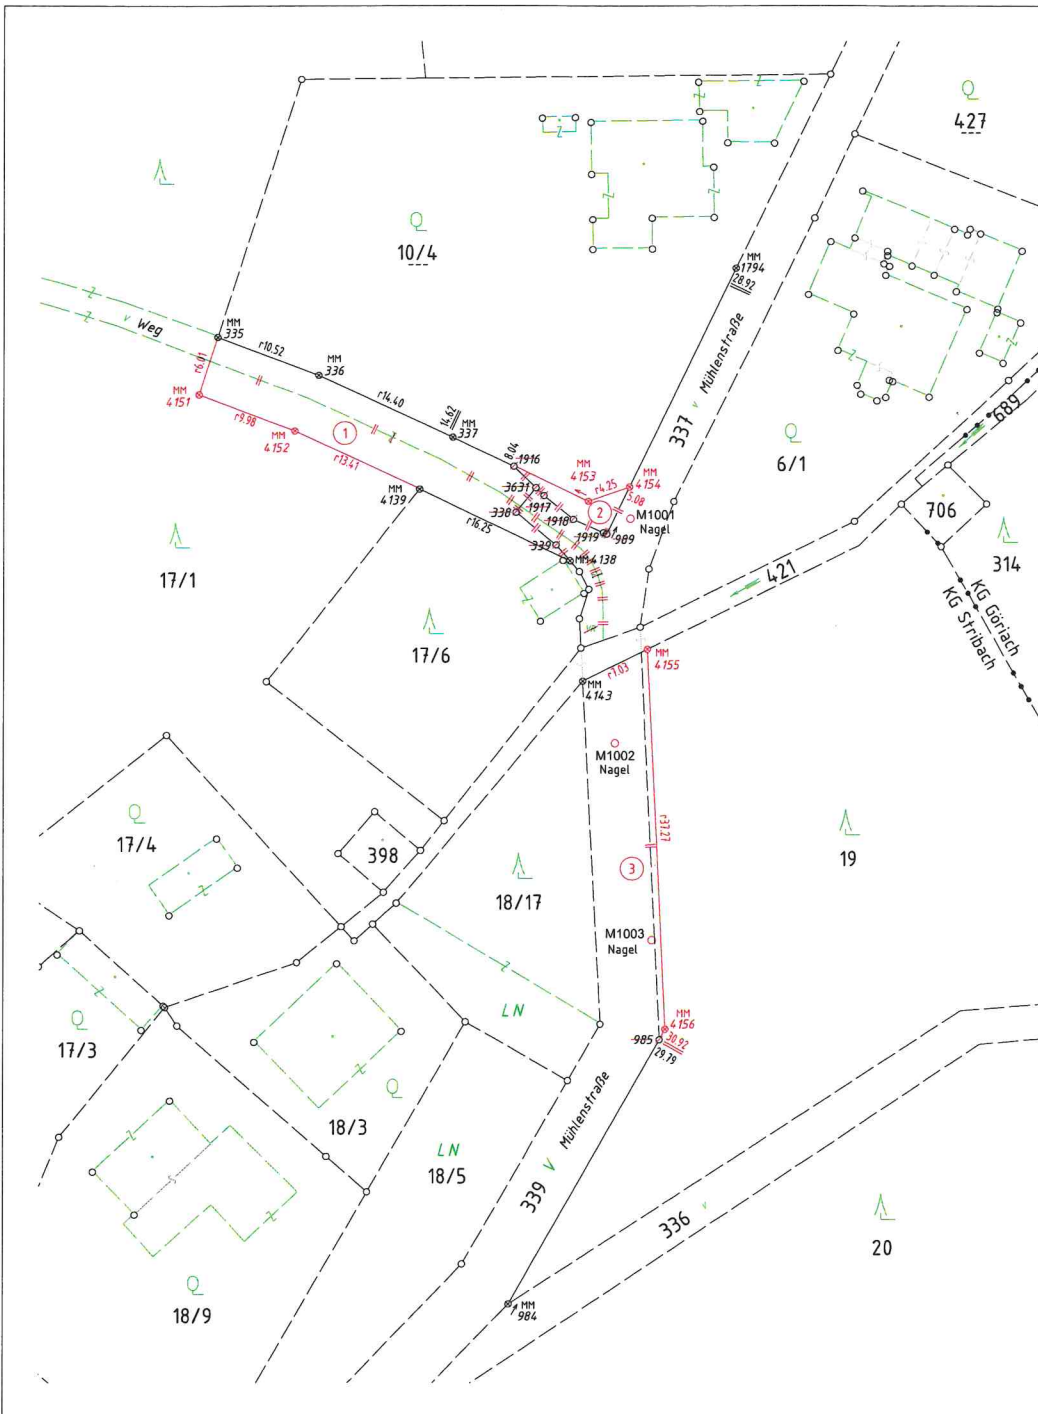 427
10/4
MM
1794
28.92
Weg
MM
335
r10.52
r6.01
MM
336
MM
4151
r9.98
MM
4152
1
r14.40
14.62
MM
337
r13.41
8.04
1916
MM
4139
3631
MM
4153
r4.25
MM
4154
5.08
337 v Mühlenstraße
6/1
689
706
314
1917
338
1918
2
M1001
Nagel
1919
989
339
r16.25
MM 4138
421
KG Göriach
KG Stribach
17/1
17/6
MM
4155
r7.03
MM
4143
M1002
Nagel
17/4
398
r37.27
19
18/17
3
M1003
Nagel
LN
17/3
MM
4156
985
30.92
29.79
18/3
LN
18/5
339 V Mühlenstraße
336 v
20
18/9
MM
984